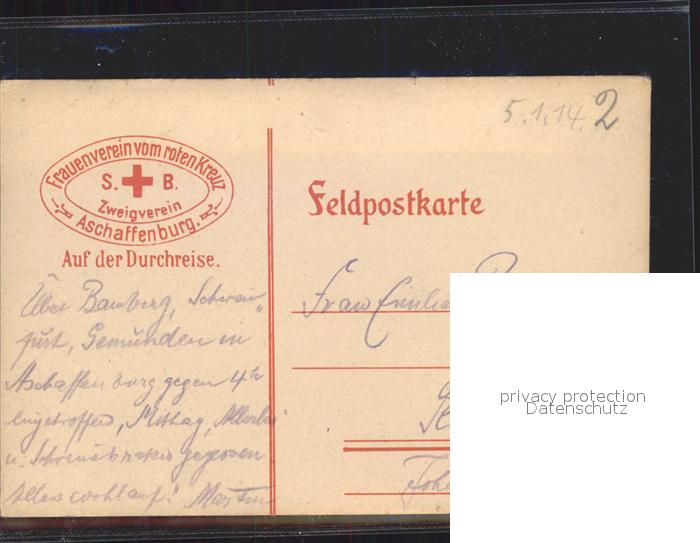 5.1.14. 2
Frauenverein vom roten Kreuz
S. B.
Zweigverein
Aschaffenburg.
Auf der Durchreise.
Feldpostkarte
Über Bamberg, Schwein„
furt, Gemünden in
Aschaffenburg gegen 4h
eingetroffen, Mittag,
u. gegessen
Alles wohlauf! Martin
Frau Emilie
privacy protection
Datenschutz